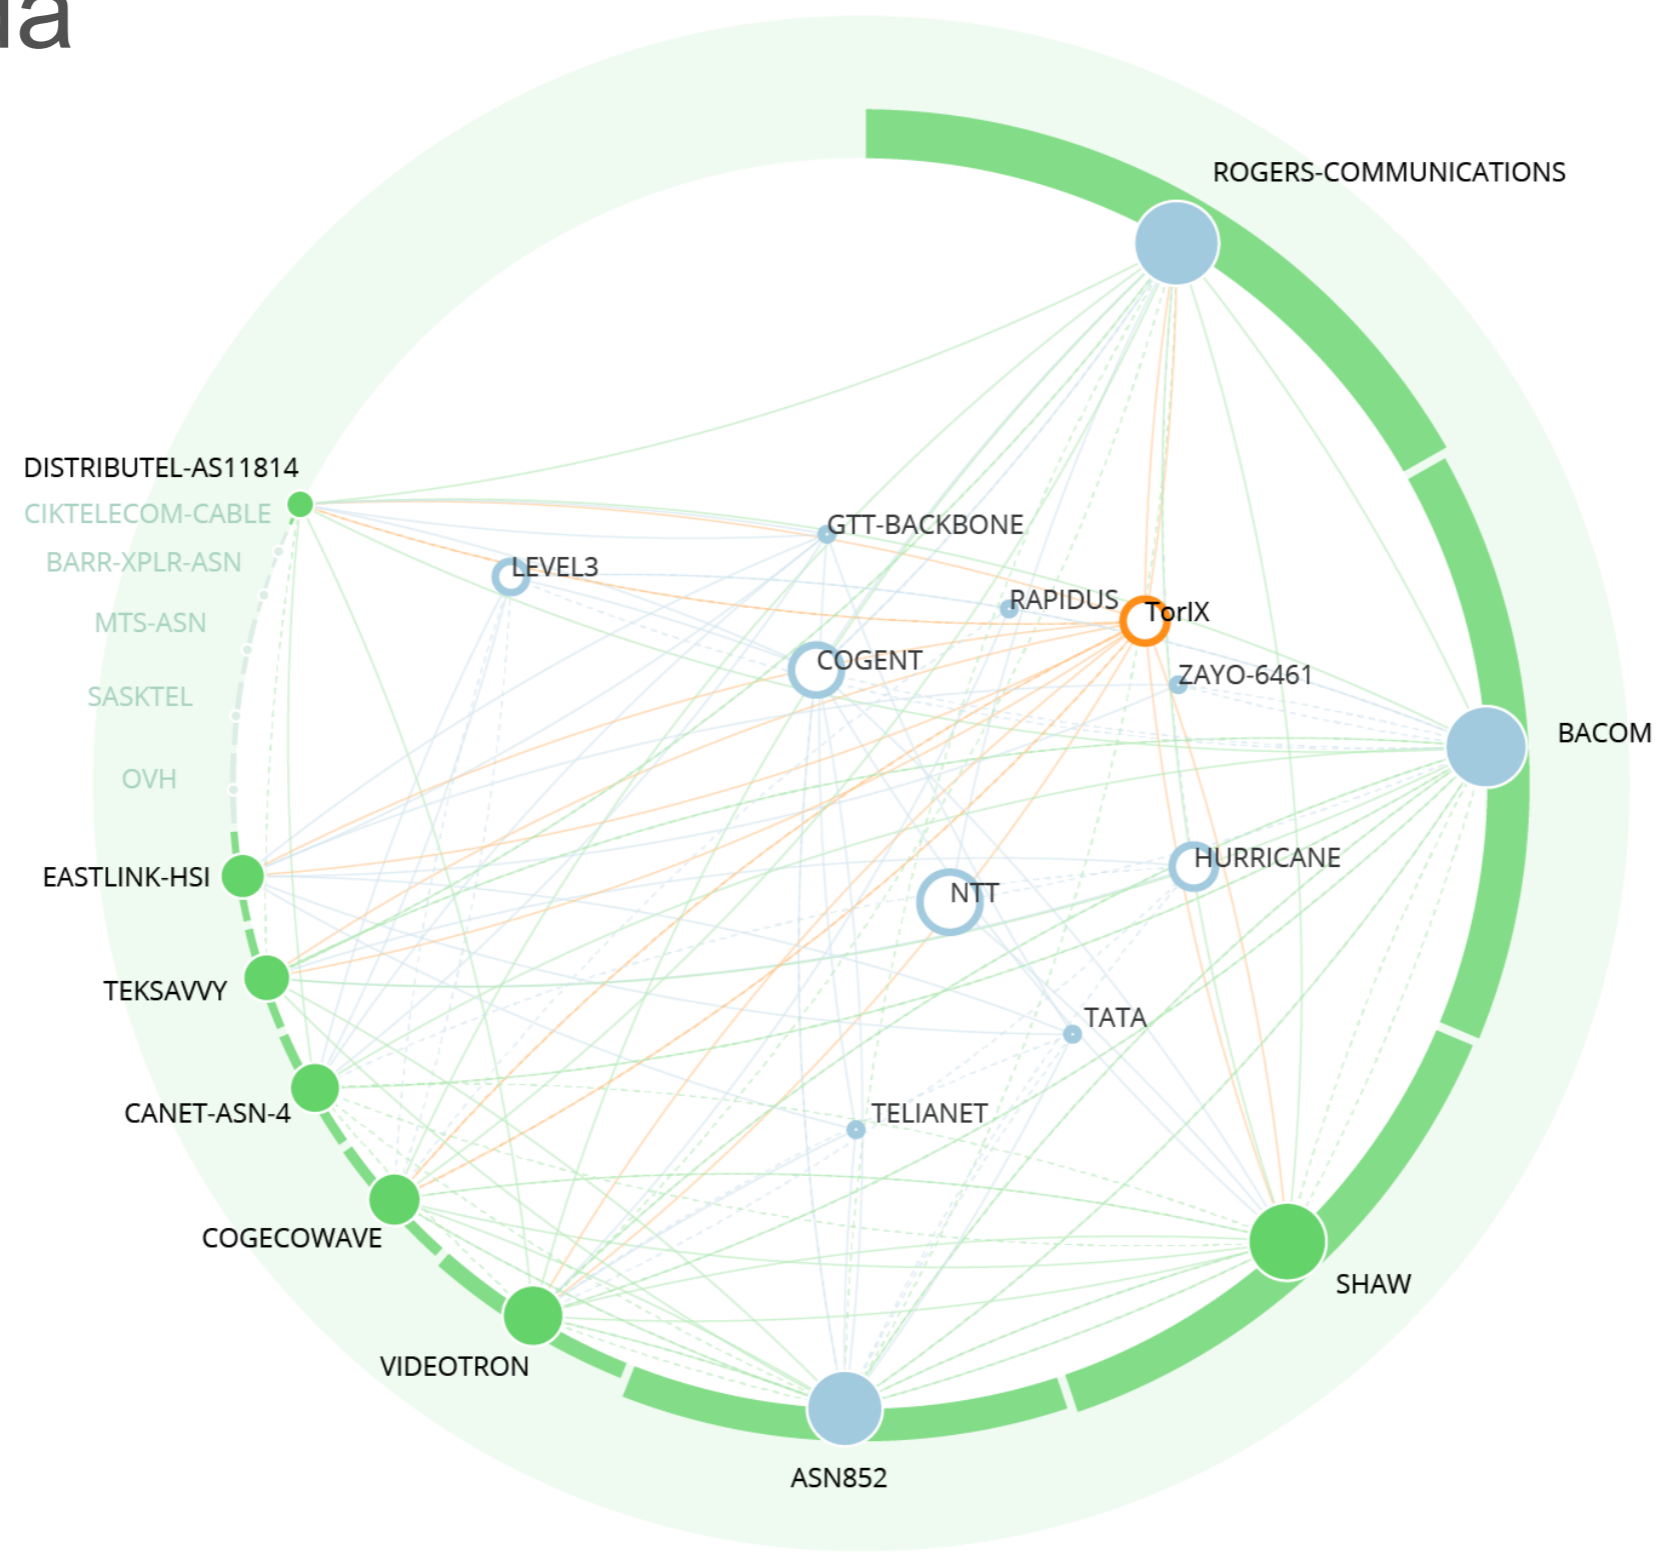 ROGERS-COMMUNICATIONS
DISTRIBUTEL-AS11814
CIKTELECOM-CABLE
GTT-BACKBONE
BARR-XPLR-ASN
LEVEL3
RAPIDUS
TorIX
MTS-ASN
COGENT
ZAYO-6461
SASKTEL
BACOM
OVH
HURRICANE
EASTLINK-HSI
NTT
TEKSAVVY
TATA
CANET-ASN-4
TELIANET
COGECOWAVE
SHAW
VIDEOTRON
ASN852